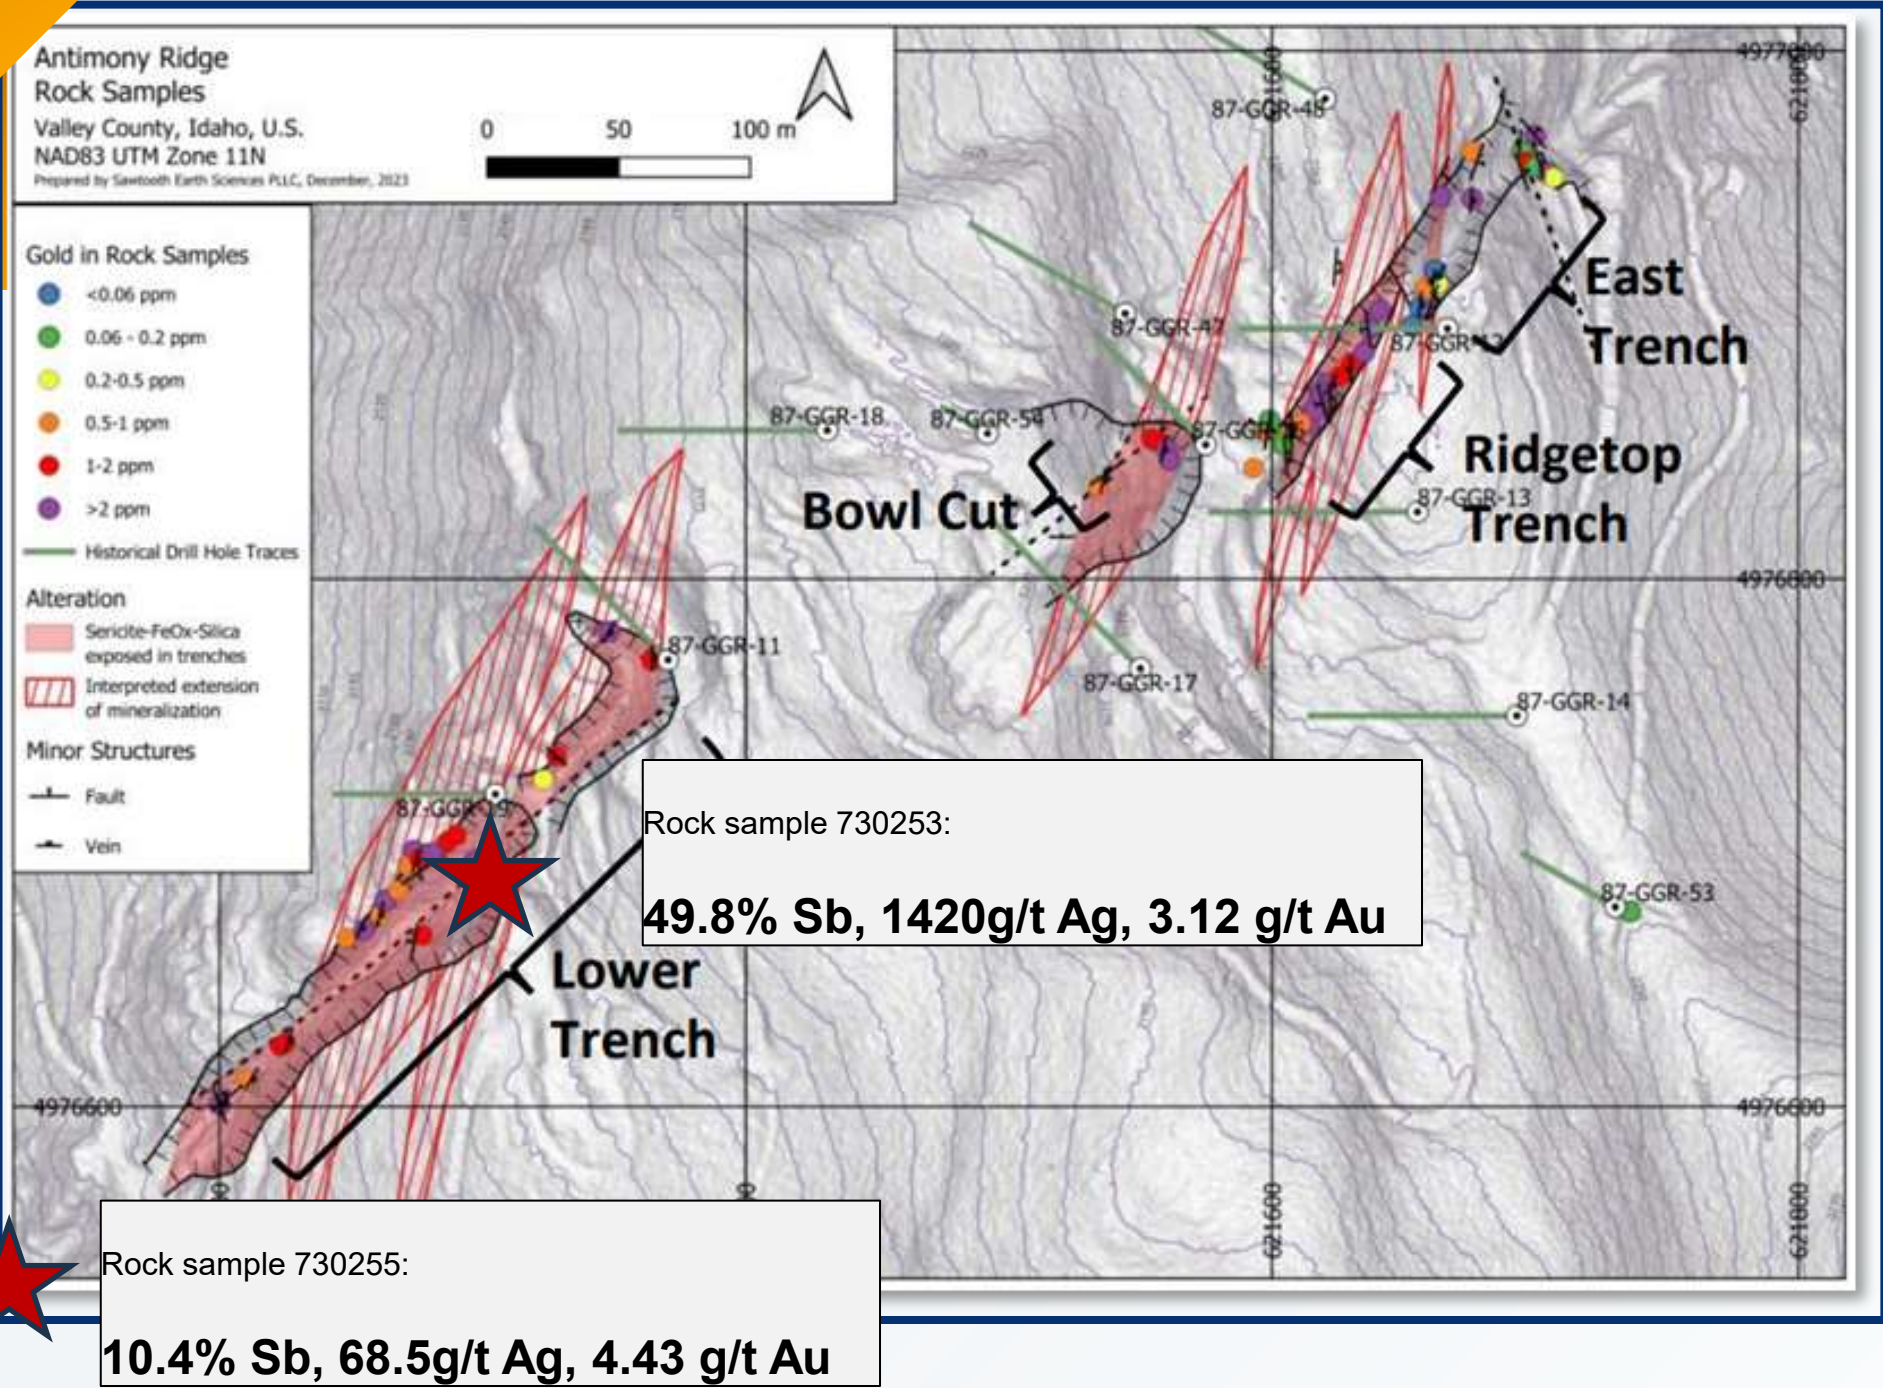 Antimony Ridge
Rock Samples
Valley County, Idaho, U.S.
NAD83 UTM Zone 11N
Prepared by Sawtooth Earth Sciences PLLC, December, 2023
0 50 100 m
Gold in Rock Samples
<0.06 ppm
0.06 - 0.2 ppm
0.2-0.5 ppm
0.5-1 ppm
1-2 ppm
>2 ppm
Historical Drill Hole Traces
Alteration
Sericite-FeOx-Silica
exposed in trenches
Interpreted extension
of mineralization
Minor Structures
Fault
Vein
4977000
621600
621800
87-GGR-48
87-GGR-47
East
Trench
87-GGR-18
87-GGR-54
Ridgetop
Trench
87-GGR-13
Bowl Cut
4976800
87-GGR-11
87-GGR-17
87-GGR-14
87-GGR-19
87-GGR-53
Rock sample 730253:
49.8% Sb, 1420g/t Ag, 3.12 g/t Au
Lower
Trench
4976600
4976600
621600
621800
Rock sample 730255:
10.4% Sb, 68.5g/t Ag, 4.43 g/t Au